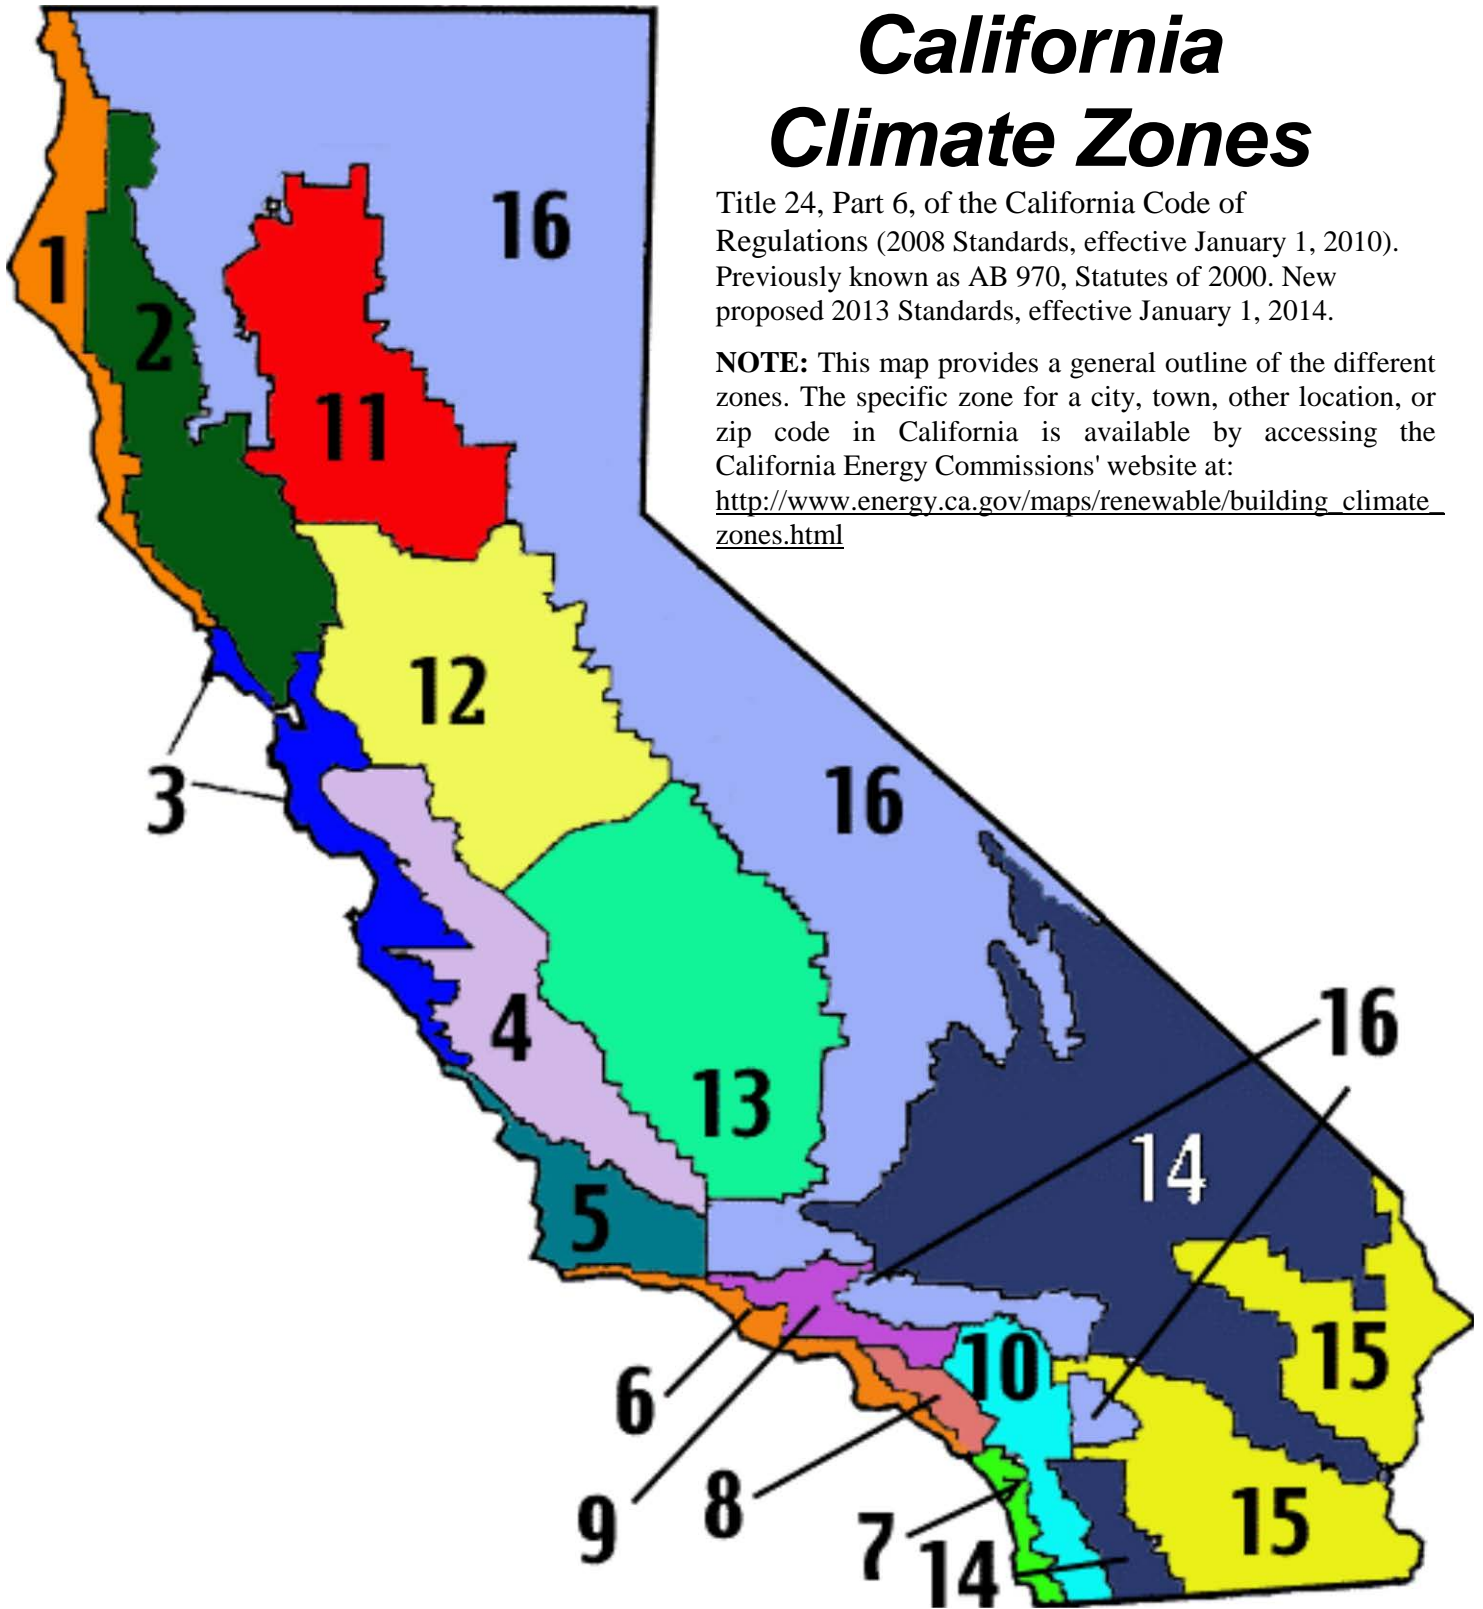 California
Climate Zones
Title 24, Part 6, of the California Code of
Regulations (2008 Standards, effective January 1, 2010).
Previously known as AB 970, Statutes of 2000. New
proposed 2013 Standards, effective January 1, 2014.
NOTE: This map provides a general outline of the different
zones. The specific zone for a city, town, other location, or
zip code in California is available by accessing the
California Energy Commissions' website at:
http://www.energy.ca.gov/maps/renewable/building_climate_
zones.html
16
1
2
11
12
3
16
4
16
13
14
5
15
10
6
8
9
15
7
14